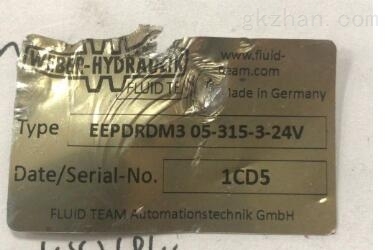 WEBER-HYDRAULIK
www.fluid-
team.com
FLUID TE
Made in Germany
Type EEPDRDM3 05-315-3-24V
Date/Serial-No. 1CD5
FLUID TEAM Automationstechnik GmbH